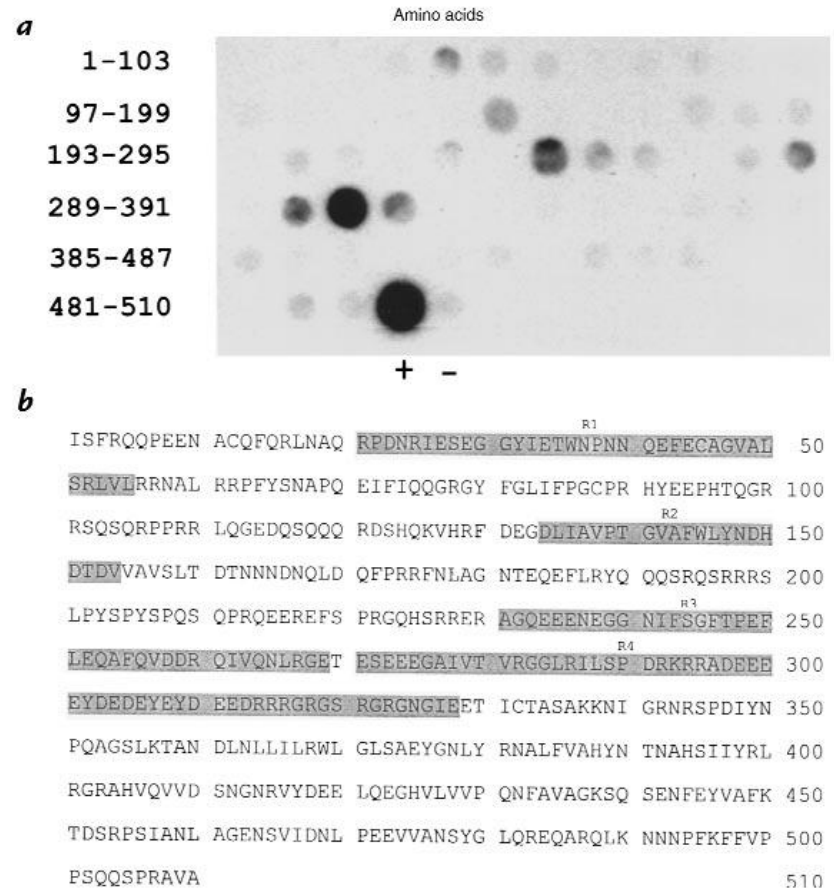 a
Amino acids
1-103
97-199
193-295
289-391
385-487
481-510
+ -
b
R1
ISFRQQPEEN ACQFQRLNAQ RPDNRIESEGG GYIETWNPNN QEFECAGVAL 50
SRLVLRRNAL RRPFYSNAPQ EIFIQQGRGY FGLIFPGCPR HYEEPHTQGR 100
R2
RSQSQRPPRR LQGEDQSQQQ RDSHQKVHRF DEGDLIAVPT GVAFWLYNDH 150
DTDVVAVSLT DTNNNDNQLD QFPRRFNLAG NTEQEFLRYQ QQSRQSRRRS 200
R3
LPYSPYSPQS QPRQEEREFS PRGQHSRRER AGQEEENEGG NIFSGFTPEF 250
R4
LEQAFQVDDR QIVQNLRGET ESEEEGAIVT VRGGLRILSP DRKRRADEEE 300
EYDEDEYEYD EEDRRRGRGS RGRGNGIEET ICTASAKKNI GRNRSPDIYN 350
PQAGSLKTAN DLNLLILRWL GLSAEYGNLY RNALFVAHYN TNAHSIIYRL 400
RGRAHVQVVD SNGNRVYDEE LQEGHVLVVP QNFAVAGKSQ SENFEYVAFK 450
TDSRPSIANL AGENSVIDNL PEEVVANSYG LQREQARQLK NNNPFKFFVP 500
PSQQSPRAVA 510